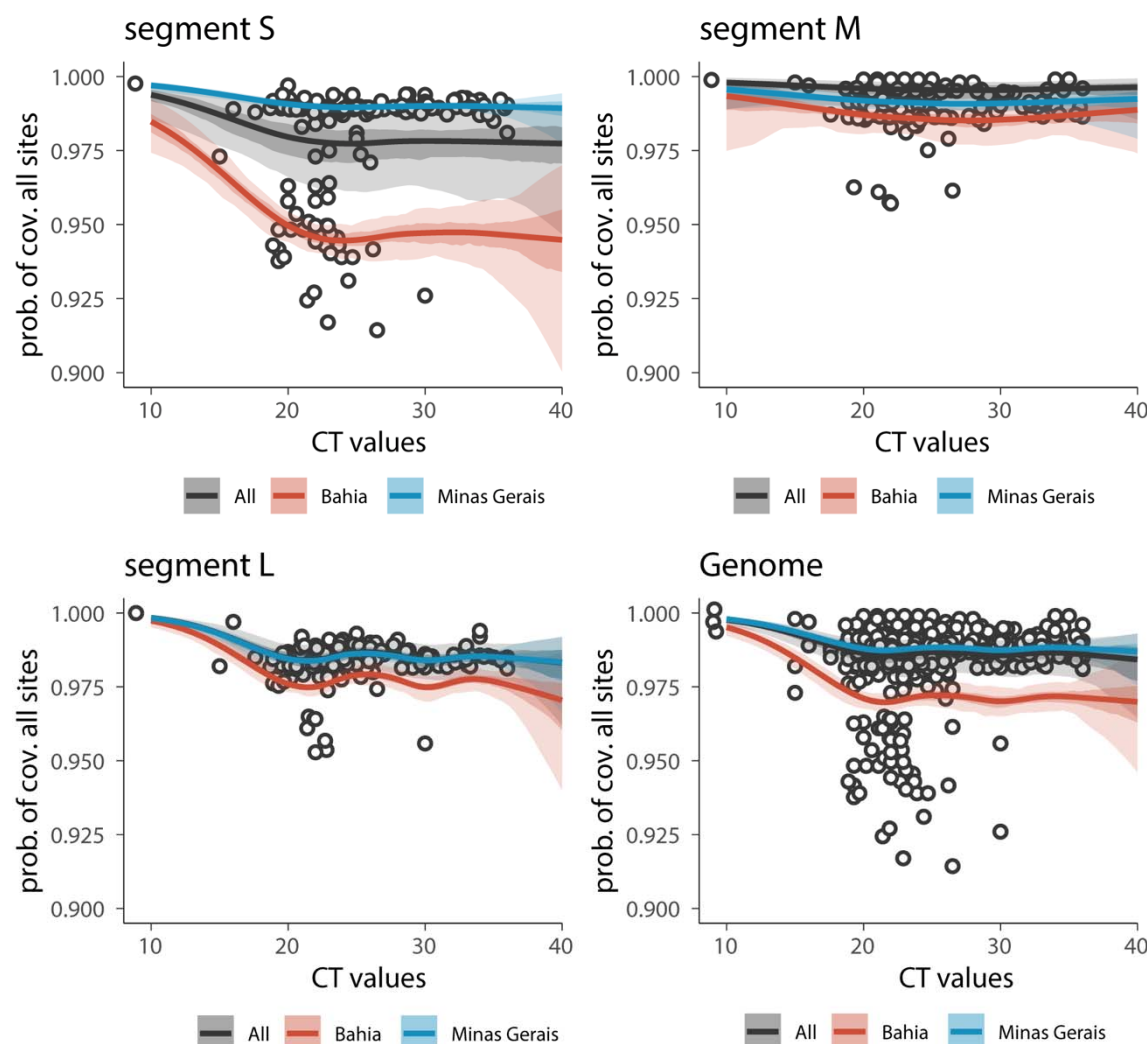 segment S
prob. of cov. all sites
1.000
0.975
0.950
0.925
0.900
10 20 30 40
CT values
All Bahia Minas Gerais
segment M
prob. of cov. all sites
1.000
0.975
0.950
0.925
0.900
10 20 30 40
CT values
All Bahia Minas Gerais
segment L
prob. of cov. all sites
1.000
0.975
0.950
0.925
0.900
10 20 30 40
CT values
All Bahia Minas Gerais
Genome
prob. of cov. all sites
1.000
0.975
0.950
0.925
0.900
10 20 30 40
CT values
All Bahia Minas Gerais